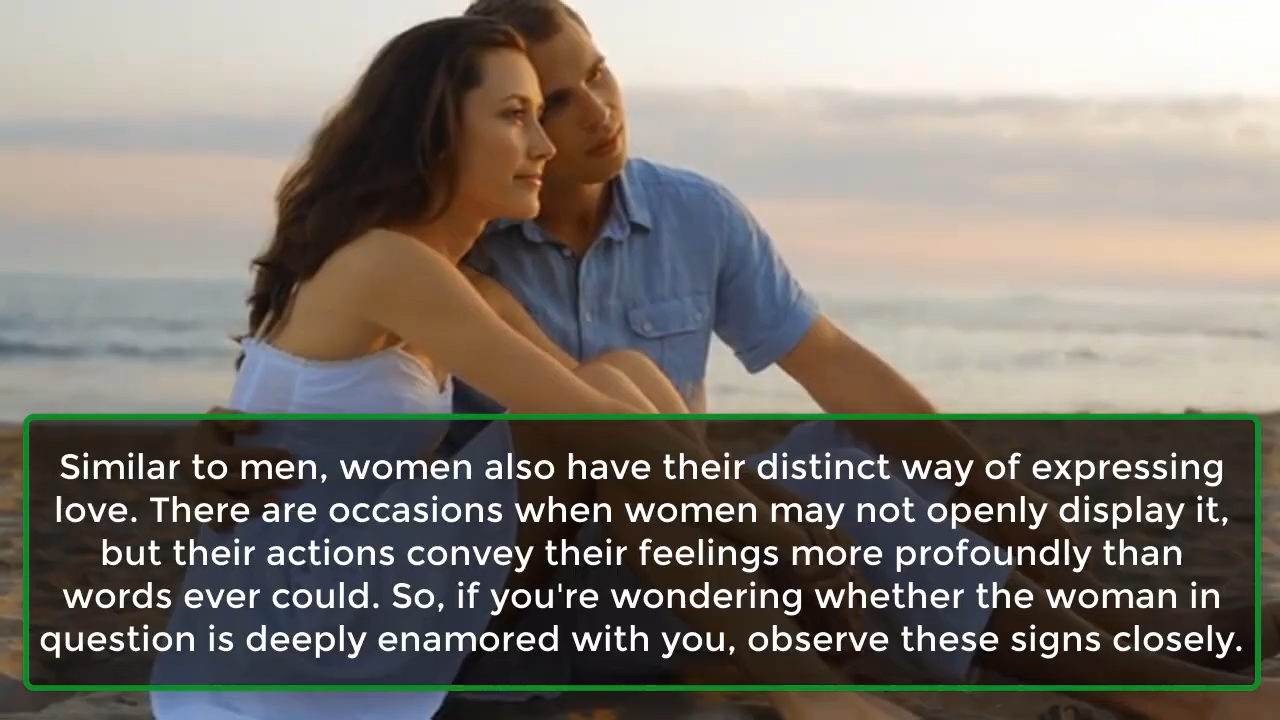 Similar to men, women also have their distinct way of expressing
love. There are occasions when women may not openly display it,
but their actions convey their feelings more profoundly than
words ever could. So, if you're wondering whether the woman in
question is deeply enamored with you, observe these signs closely.